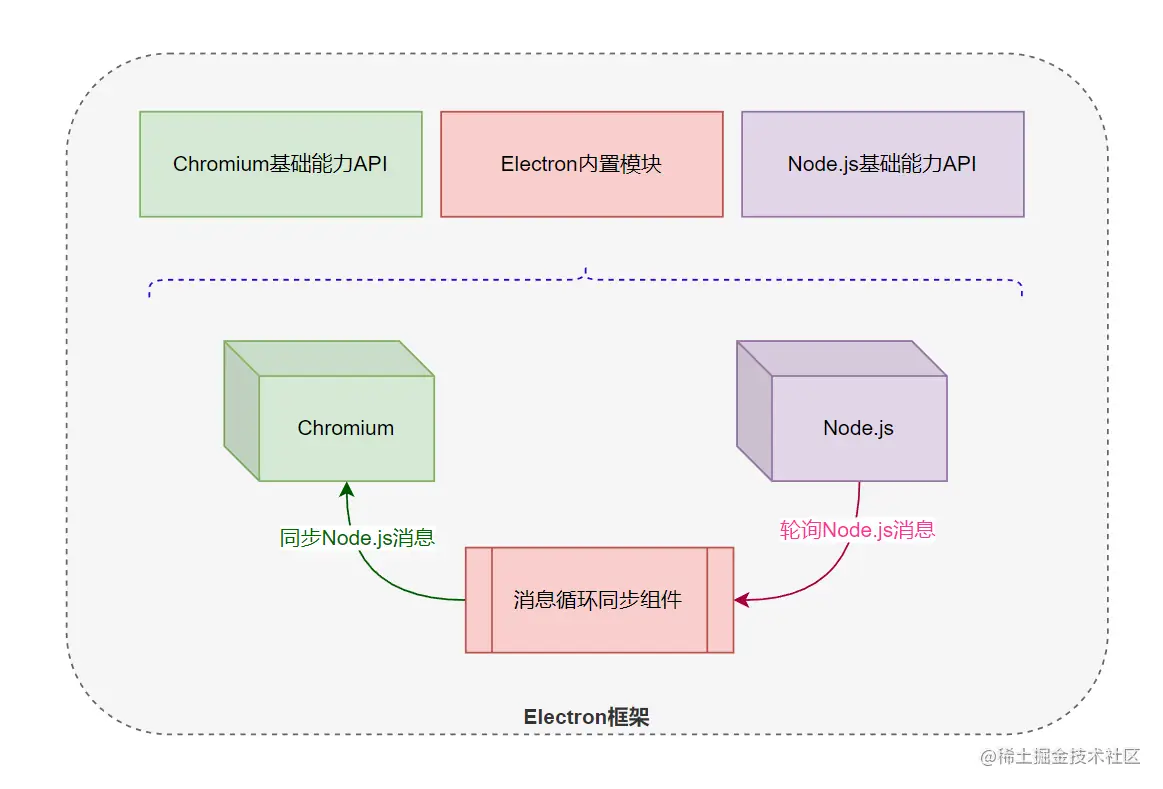 Chromium基础能力API
Electron内置模块
Node.js基础能力API
Chromium
Node.js
同步Node.js消息
轮询Node.js消息
消息循环同步组件
Electron框架
@稀土掘金技术社区